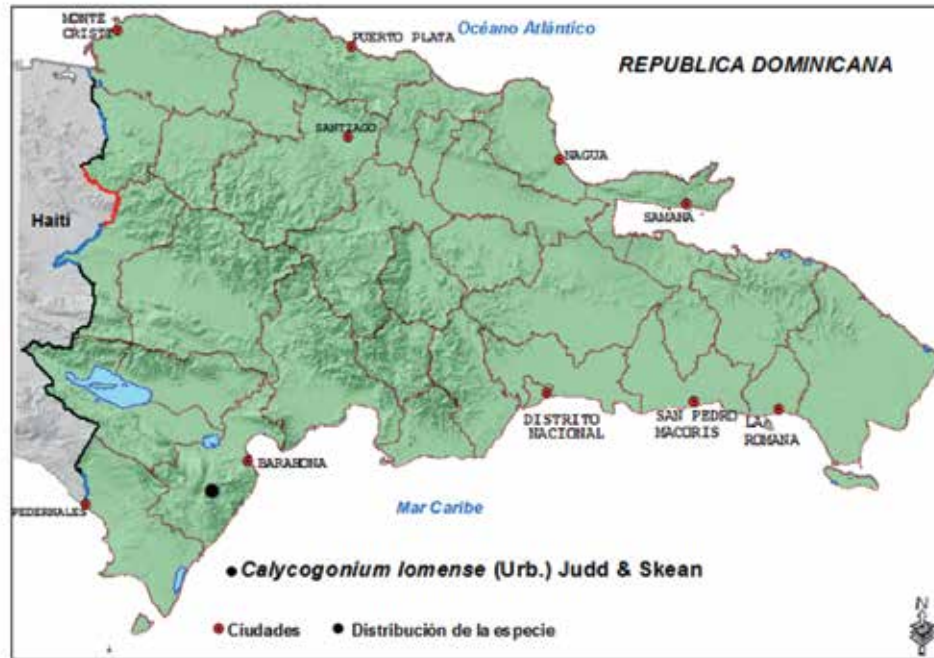 MONTE
CRISTI
PUERTO PLATA
Océano Atlántico
REPUBLICA DOMINICANA
SANTIAGO
NAGUA
SAMANA
Haití
DISTRITO
NACIONAL
SAN PEDRO
MACORIS
LA
ROMANA
BARAHONA
PEDERNALES
Mar Caribe
Calycogonium lomense (Urb.) Judd & Skean
Ciudades
Distribución de la especie
N